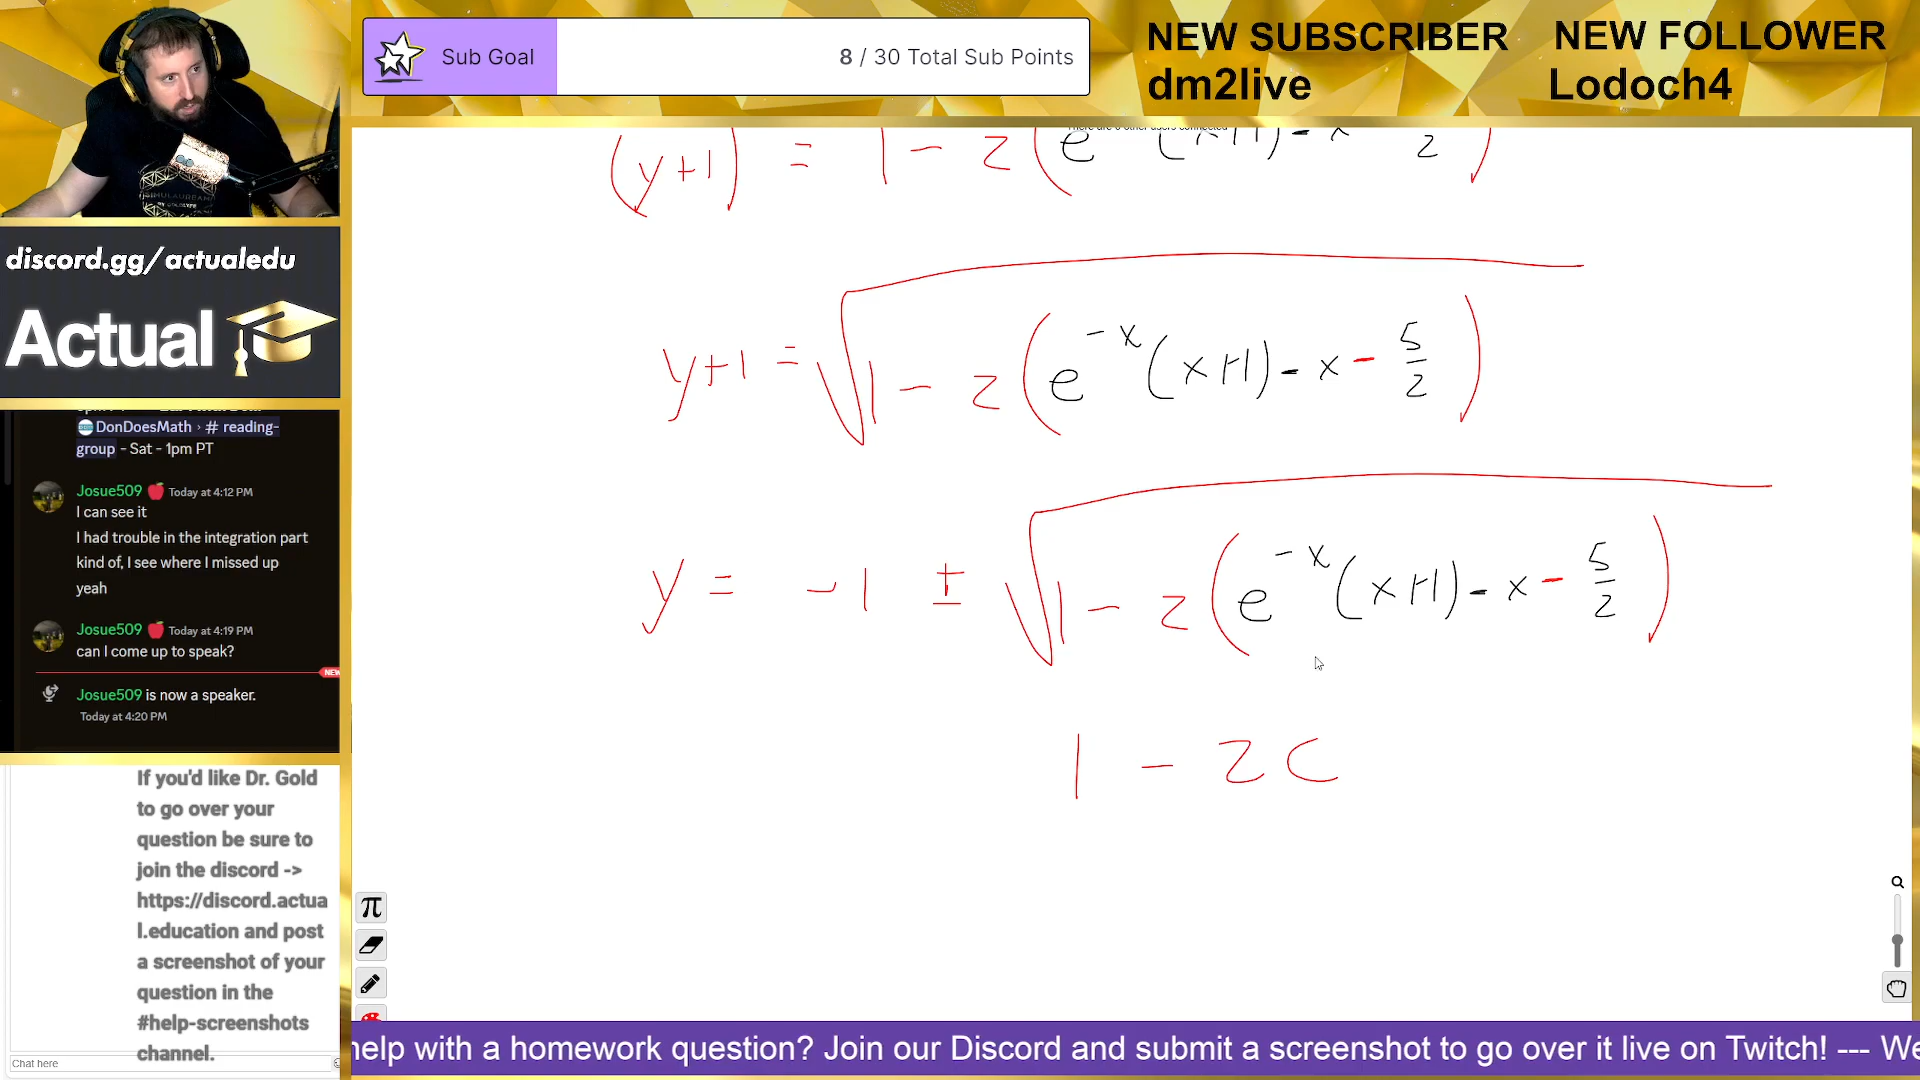 Sub Goal
8 / 30 Total Sub Points
NEW SUBSCRIBER
dm2live
NEW FOLLOWER
Lodoch4
discord.gg/actualedu
Actual
DonDoesMath › # reading-
group - Sat - 1pm PT
Josue509 Today at 4:12 PM
I can see it
I had trouble in the integration part
kind of, I see where I missed up
yeah
Josue509 Today at 4:19 PM
can I come up to speak?
NEW
Josue509 is now a speaker.
Today at 4:20 PM
If you'd like Dr. Gold
to go over your
question be sure to
join the discord ->
https://discord.actua
l.education and post
a screenshot of your
question in the
#help-screenshots
channel.
Chat here
(y+1) = 1 - 2(e (x+1) - x 2)
y+1 = √1 - 2(e^-x (x+1) - x - 5/2)
y = -1 ± √1 - 2(e^-x (x+1) - x - 5/2)
1 - 2C
π
help with a homework question? Join our Discord and submit a screenshot to go over it live on Twitch! --- We